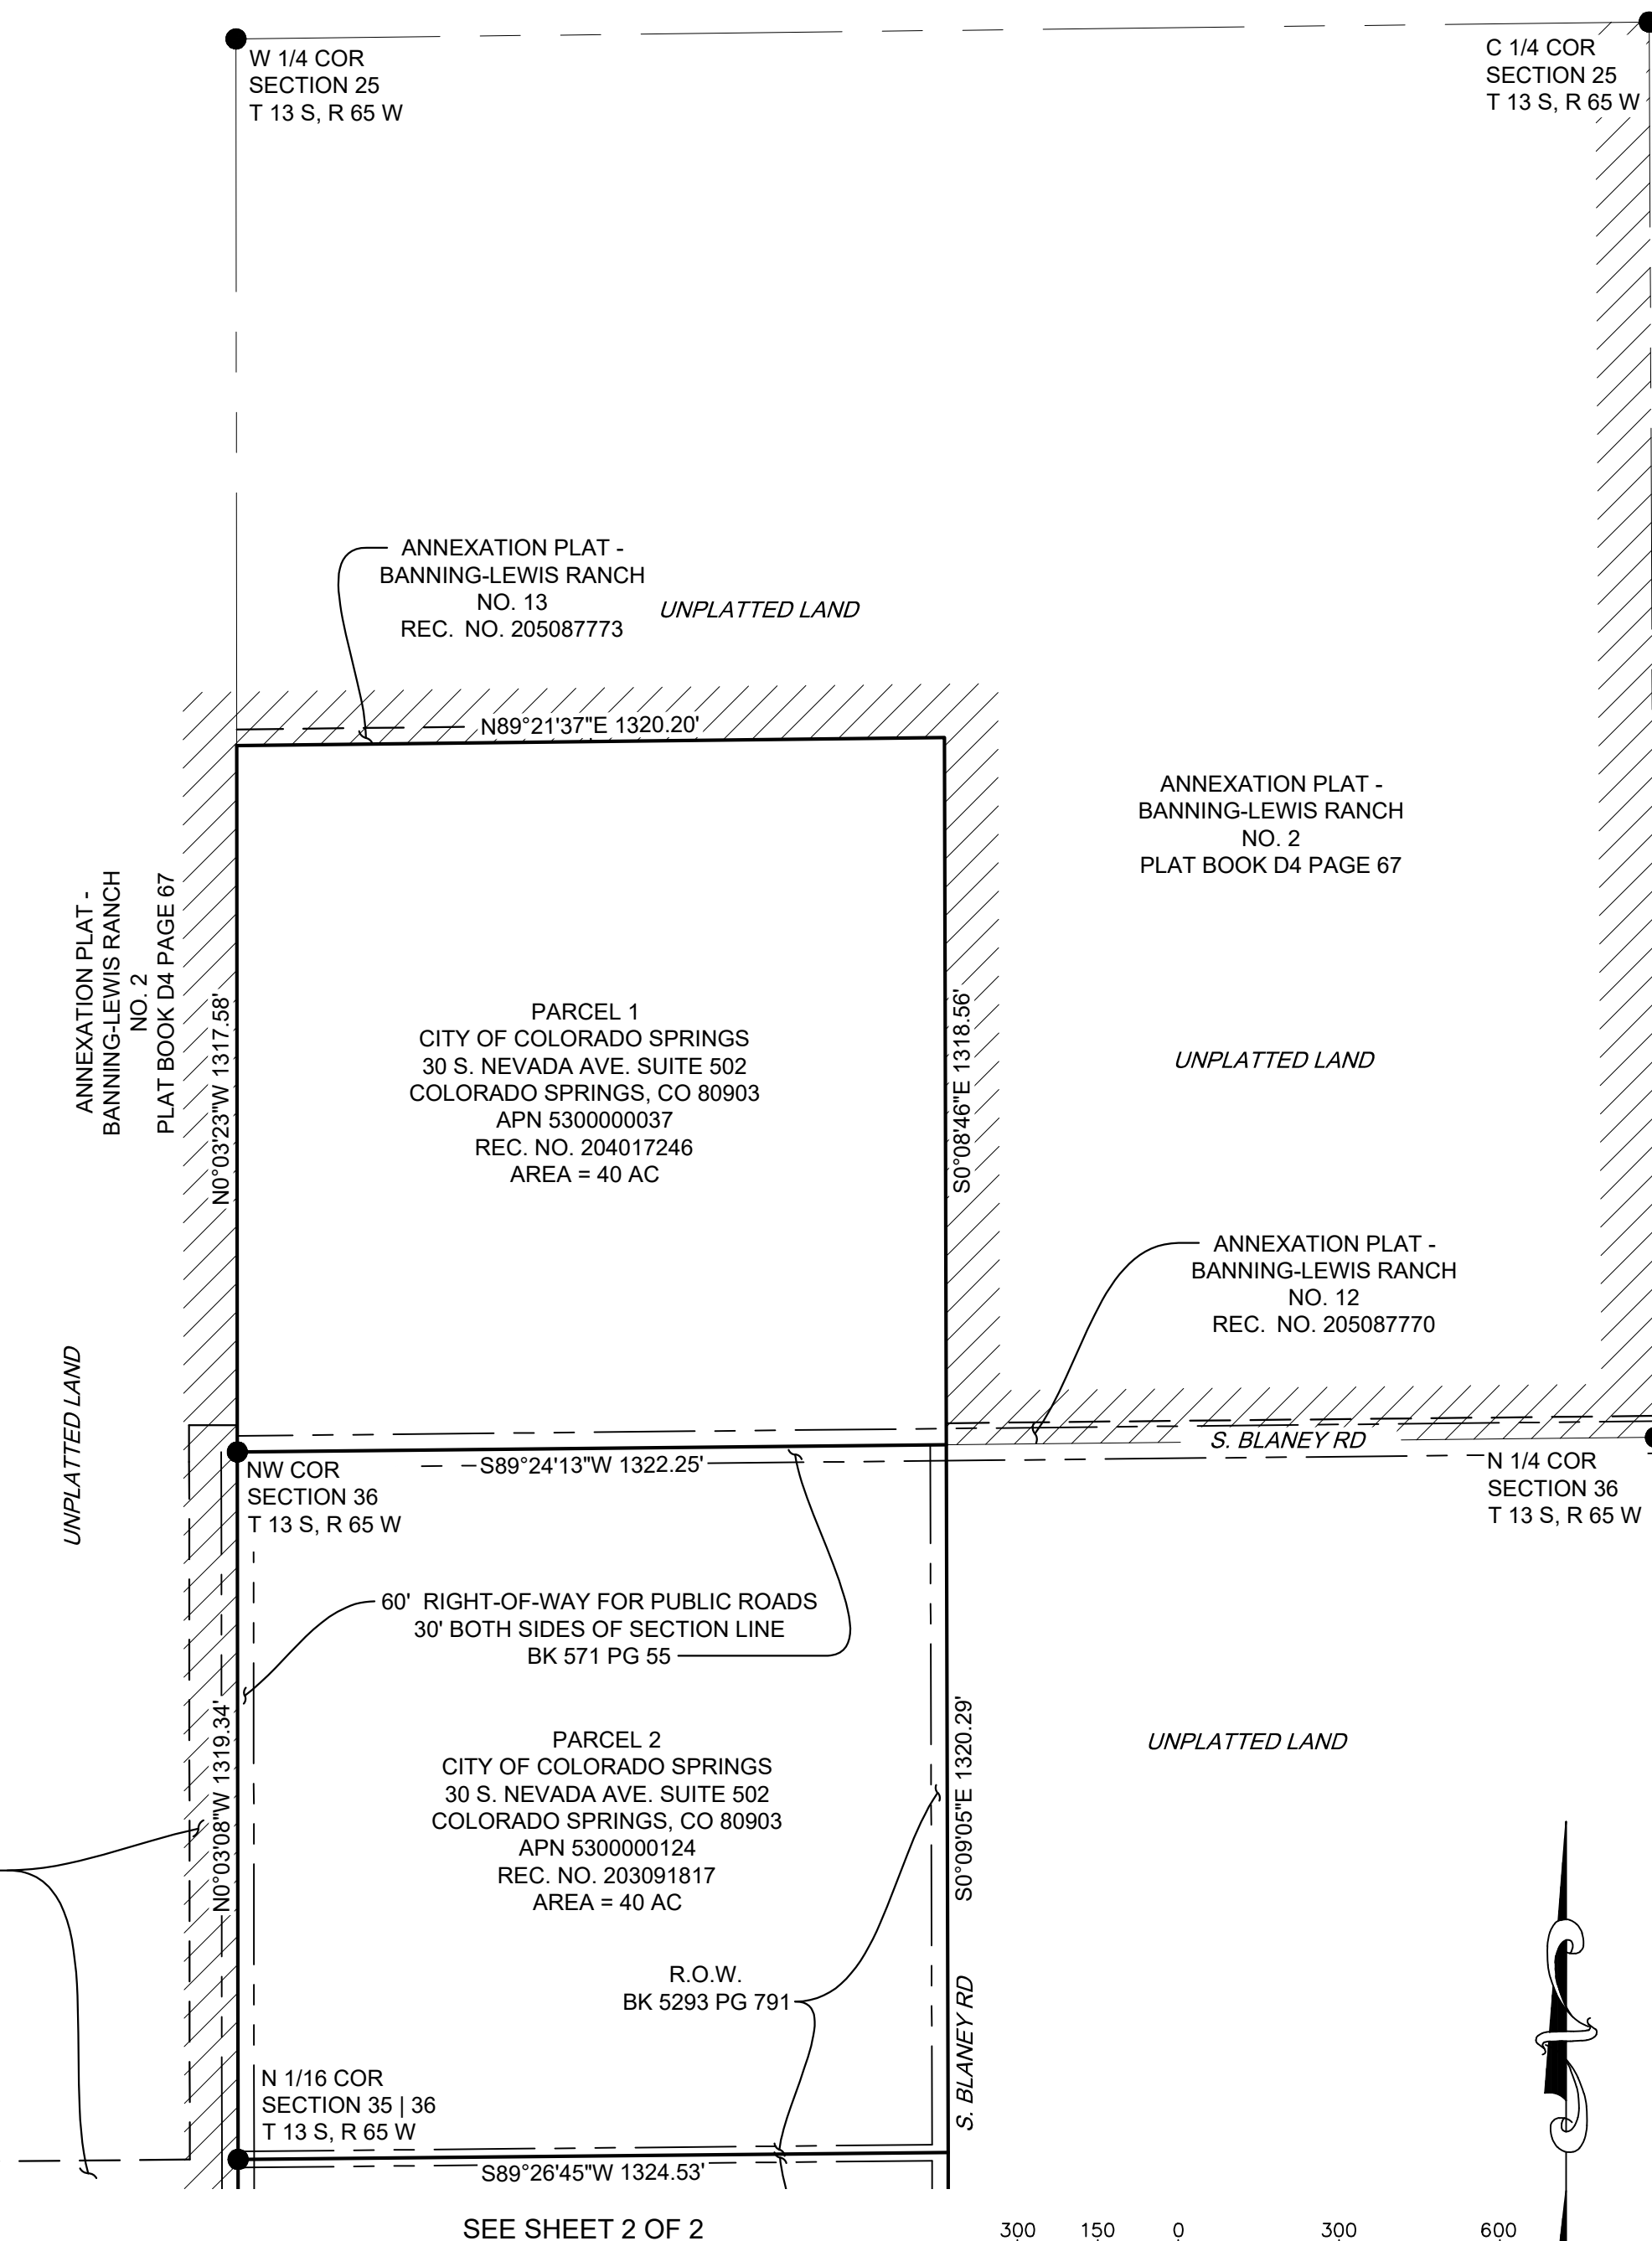 W 1/4 COR
SECTION 25
T 13 S, R 65 W
C 1/4 COR
SECTION 25
T 13 S, R 65 W
ANNEXATION PLAT -
BANNING-LEWIS RANCH
NO. 13
REC. NO. 205087773
UNPLATTED LAND
N89°21'37"E 1320.20'
ANNEXATION PLAT -
BANNING-LEWIS RANCH
NO. 2
PLAT BOOK D4 PAGE 67
ANNEXATION PLAT -
BANNING-LEWIS RANCH
NO. 2
PLAT BOOK D4 PAGE 67
N0°03'23"W 1317.58'
PARCEL 1
CITY OF COLORADO SPRINGS
30 S. NEVADA AVE. SUITE 502
COLORADO SPRINGS, CO 80903
APN 5300000037
REC. NO. 204017246
AREA = 40 AC
S0°08'46"E 1318.56'
UNPLATTED LAND
ANNEXATION PLAT -
BANNING-LEWIS RANCH
NO. 12
REC. NO. 205087770
UNPLATTED LAND
S. BLANEY RD
NW COR
SECTION 36
T 13 S, R 65 W
S89°24'13"W 1322.25'
N 1/4 COR
SECTION 36
T 13 S, R 65 W
60' RIGHT-OF-WAY FOR PUBLIC ROADS
30' BOTH SIDES OF SECTION LINE
BK 571 PG 55
N0°03'08"W 1319.34'
PARCEL 2
CITY OF COLORADO SPRINGS
30 S. NEVADA AVE. SUITE 502
COLORADO SPRINGS, CO 80903
APN 5300000124
REC. NO. 203091817
AREA = 40 AC
S0°09'05"E 1320.29'
UNPLATTED LAND
R.O.W.
BK 5293 PG 791
S. BLANEY RD
N 1/16 COR
SECTION 35 | 36
T 13 S, R 65 W
S89°26'45"W 1324.53'
SEE SHEET 2 OF 2
300 150 0 300 600